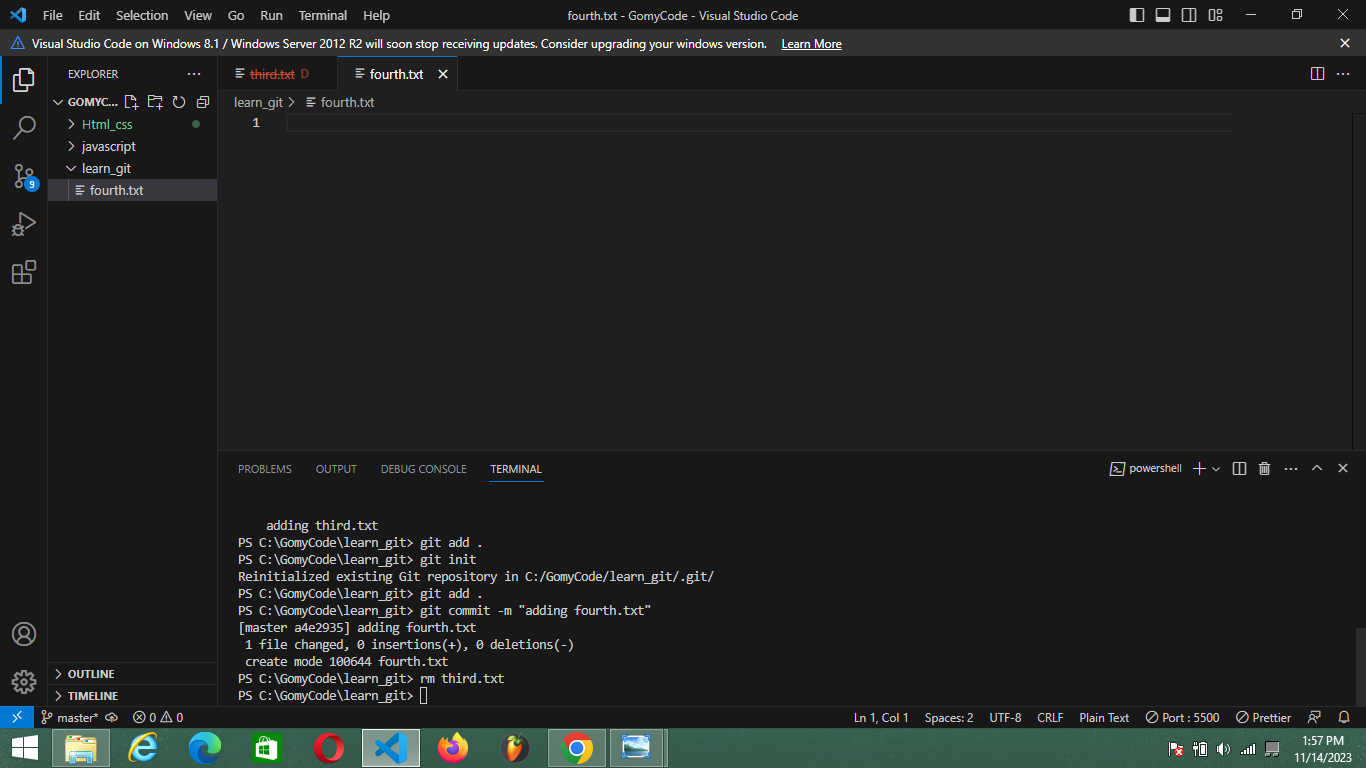 File Edit Selection View Go Run Terminal Help fourth.txt - GomyCode - Visual Studio Code
Visual Studio Code on Windows 8.1 / Windows Server 2012 R2 will soon stop receiving updates. Consider upgrading your windows version. Learn More
EXPLORER
third.txt D
fourth.txt
GOMYC...
learn_git > fourth.txt
Html_css
1
javascript
learn_git
9
fourth.txt
PROBLEMS OUTPUT DEBUG CONSOLE TERMINAL
powershell
adding third.txt
PS C:\GomyCode\learn_git> git add .
PS C:\GomyCode\learn_git> git init
Reinitialized existing Git repository in C:/GomyCode/learn_git/.git/
PS C:\GomyCode\learn_git> git add .
PS C:\GomyCode\learn_git> git commit -m "adding fourth.txt"
[master a4e2935] adding fourth.txt
1 file changed, 0 insertions(+), 0 deletions(-)
create mode 100644 fourth.txt
PS C:\GomyCode\learn_git> rm third.txt
PS C:\GomyCode\learn_git>
OUTLINE
TIMELINE
master* 0 0 Ln 1, Col 1 Spaces: 2 UTF-8 CRLF Plain Text Port : 5500 Prettier
1:57 PM
11/14/2023